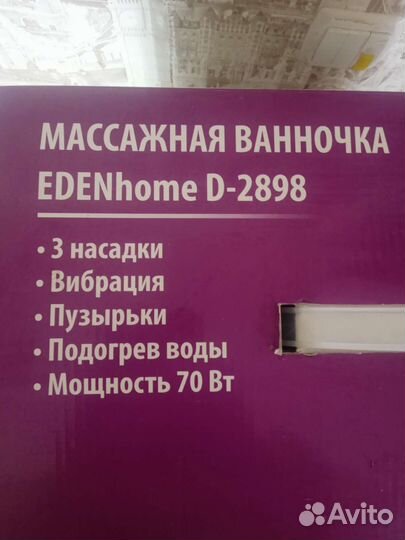 МАССАЖНАЯ ВАННОЧКА
EDENhome D-2898
• 3 насадки
• Вибрация
• Пузырьки
• Подогрев воды
• Мощность 70 Вт
Avito